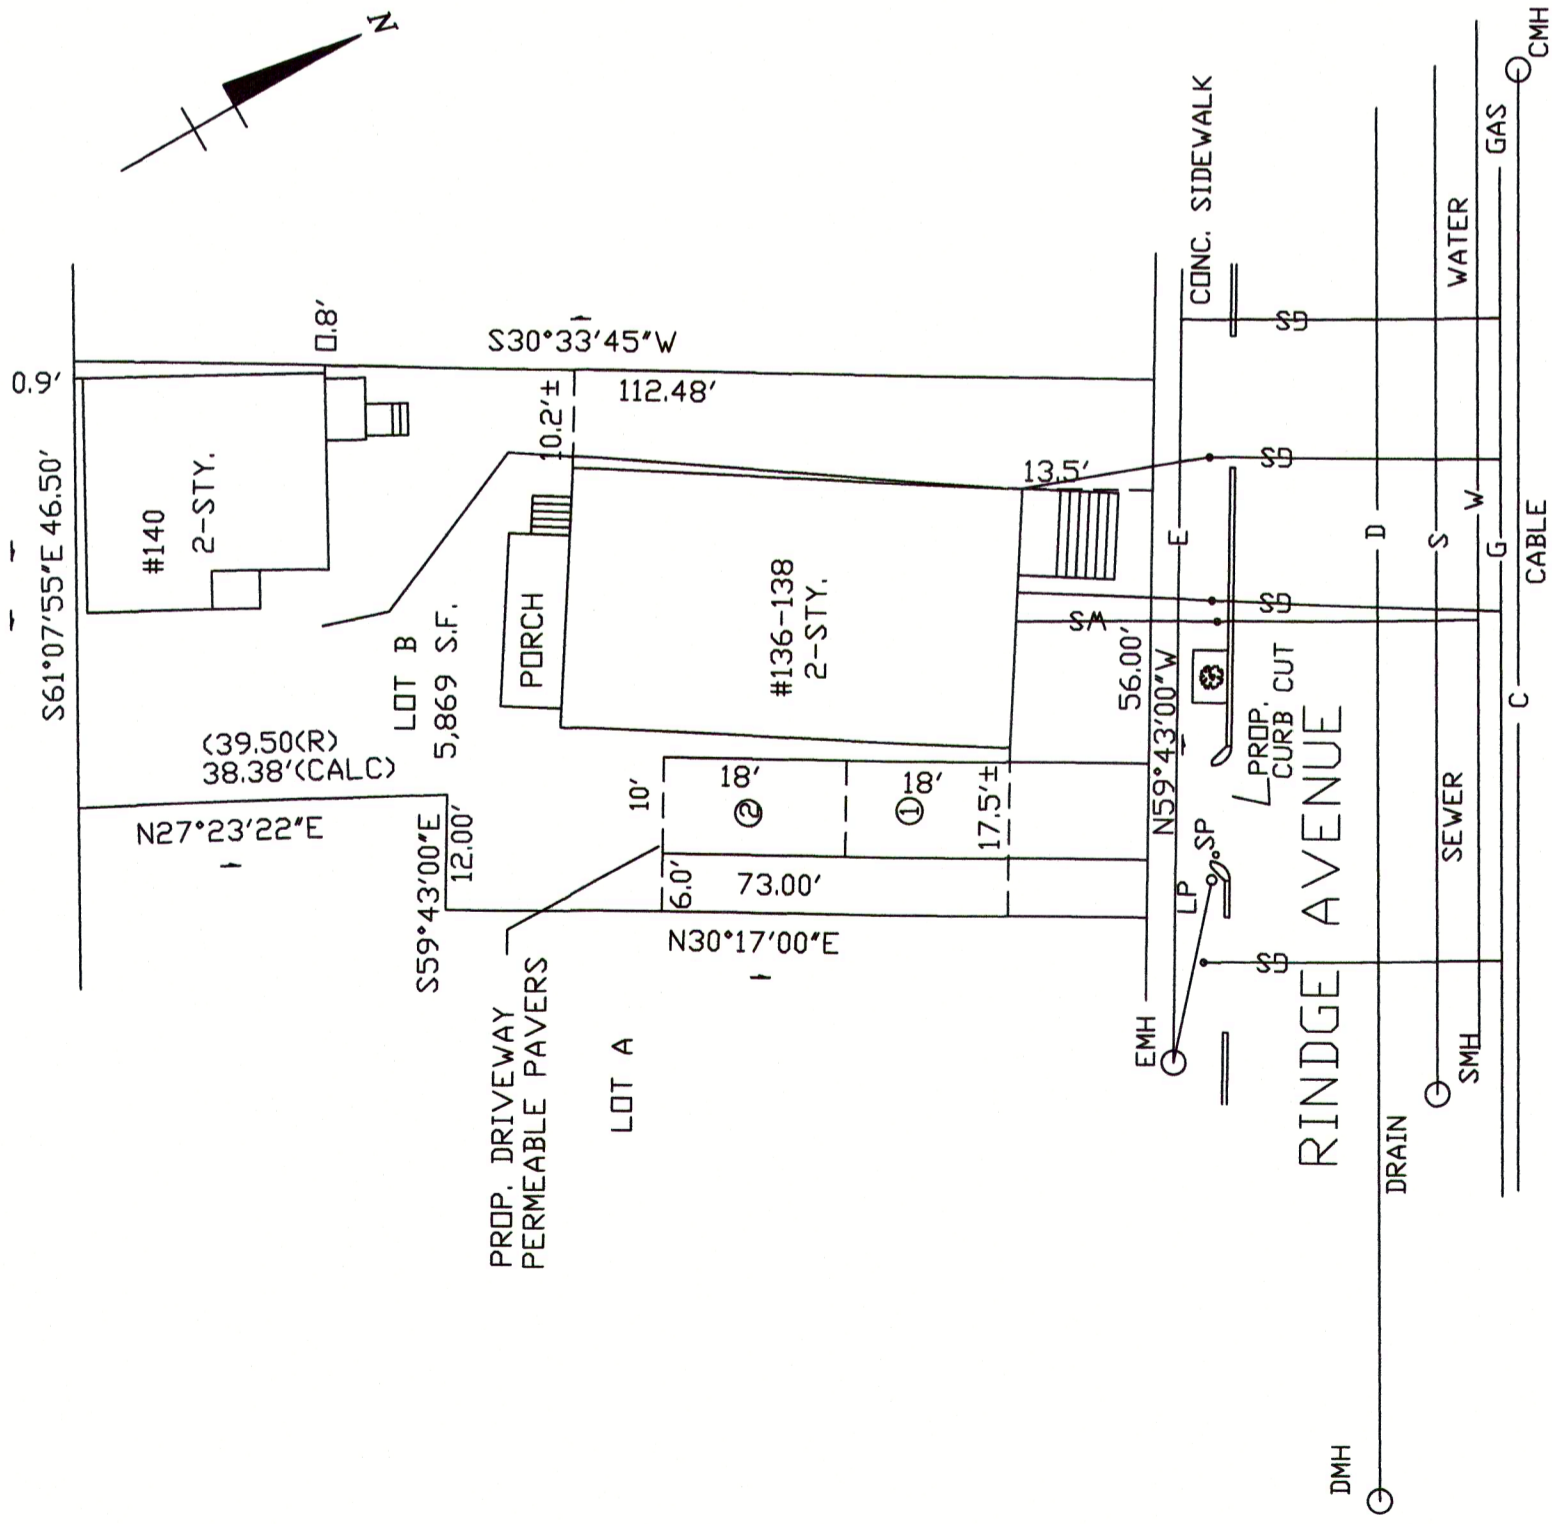 N
0.9'
S61°07'55"E 46.50'
#140
2-STY.
0.8'
S30°33'45"W
112.48'
10.2'±
(39.50(R)
38.38'(CALC)
N27°23'22"E
LOT B
5,869 S.F.
PORCH
#136-138
2-STY.
13.5'
S59°43'00"E
12.00'
10'
18'
2
18'
1
17.5'±
6.0'
73.00'
N30°17'00"E
PROP. DRIVEWAY
PERMEABLE PAVERS
LOT A
56.00'
N59°43'00"W
CONC. SIDEWALK
E
SM
SD
SD
SD
SD
PROP.
CURB CUT
LP
SP
EMH
RINDGE AVENUE
D
S
W
G
C
WATER
GAS
CABLE
CMH
SEWER
SMH
DRAIN
DMH